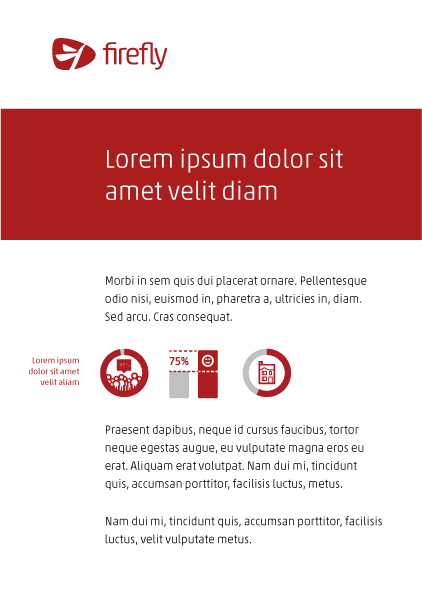 firefly
Lorem ipsum dolor sit
amet velit diam
Morbi in sem quis dui placerat ornare. Pellentesque
odio nisi, euismod in, pharetra a, ultricies in, diam.
Sed arcu. Cras consequat.
Lorem ipsum
dolor sit amet
velit aliam
75%
Praesent dapibus, neque id cursus faucibus, tortor
neque egestas augue, eu vulputate magna eros eu
erat. Aliquam erat volutpat. Nam dui mi, tincidunt
quis, accumsan porttitor, facilisis luctus, metus.
Nam dui mi, tincidunt quis, accumsan porttitor, facilisis
luctus, velit vulputate metus.